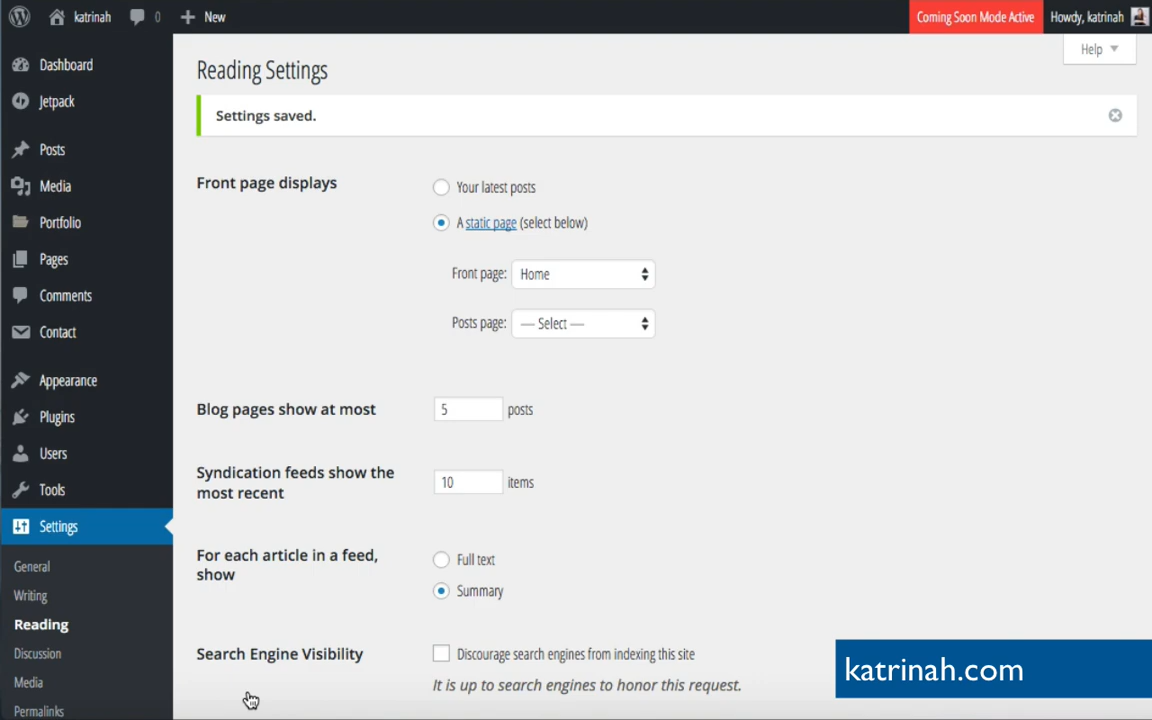 katrinah 0 New Coming Soon Mode Active Howdy, katrinah
Help
Dashboard
Jetpack
Posts
Media
Portfolio
Pages
Comments
Contact
Appearance
Plugins
Users
Tools
Settings
General
Writing
Reading
Discussion
Media
Permalinks
Reading Settings
Settings saved.
Front page displays
Your latest posts
A static page (select below)
Front page: Home
Posts page: — Select —
Blog pages show at most 5 posts
Syndication feeds show the
most recent
10 items
For each article in a feed,
show
Full text
Summary
Search Engine Visibility
Discourage search engines from indexing this site
It is up to search engines to honor this request.
katrinah.com